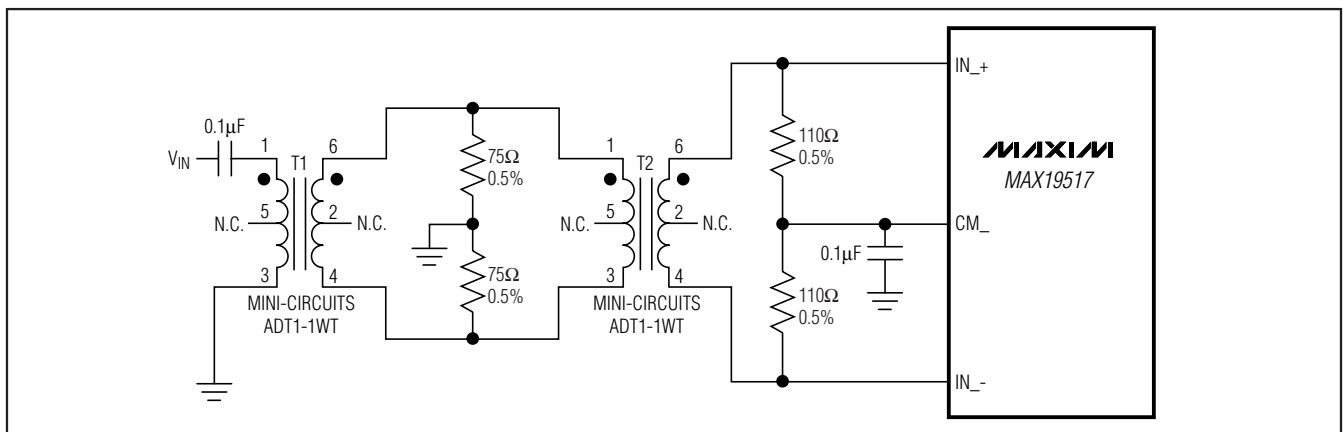 V_IN
0.1μF
1
T1
6
5
N.C.
2
N.C.
3
4
MINI-CIRCUITS
ADT1-1WT
75Ω
0.5%
75Ω
0.5%
1
T2
6
N.C.
5
2
N.C.
3
4
MINI-CIRCUITS
ADT1-1WT
110Ω
0.5%
0.1μF
110Ω
0.5%
IN_+
MAXIM
MAX19517
CM_
IN_-